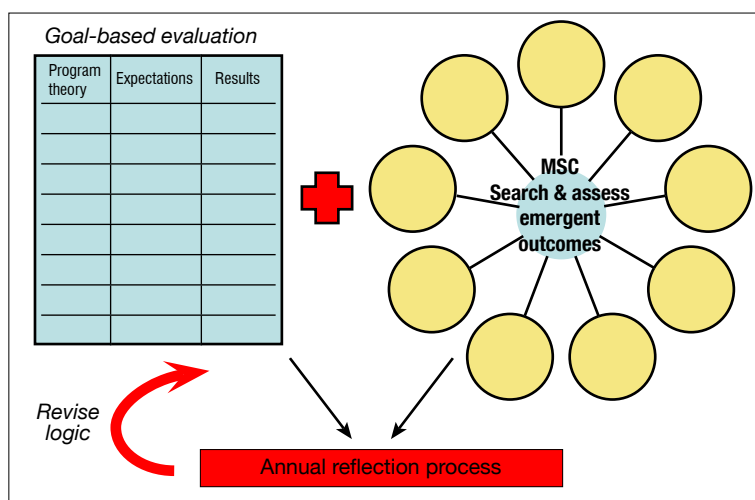 Goal-based evaluation
Program
theory
Expectations
Results
MSC
Search & assess
emergent
outcomes
Revise
logic
Annual reflection process